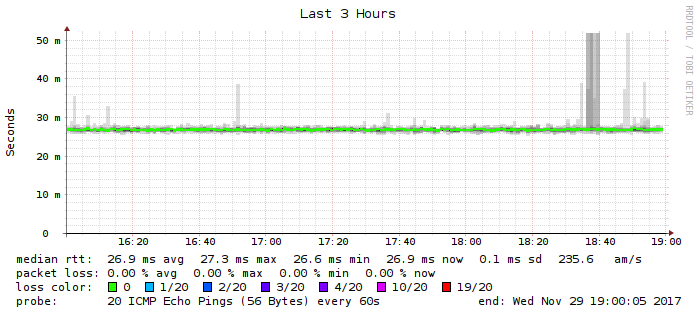 Last 3 Hours
RRDTOOL / TOBI OETIKER
Seconds
50 m
40 m
30 m
20 m
10 m
0
16:20 16:40 17:00 17:20 17:40 18:00 18:20 18:40 19:00
median rtt: 26.9 ms avg 27.3 ms max 26.6 ms min 26.9 ms now 0.1 ms sd 235.6 am/s
packet loss: 0.00 % avg 0.00 % max 0.00 % min 0.00 % now
loss color: 0 1/20 2/20 3/20 4/20 10/20 19/20
probe: 20 ICMP Echo Pings (56 Bytes) every 60s end: Wed Nov 29 19:00:05 2017